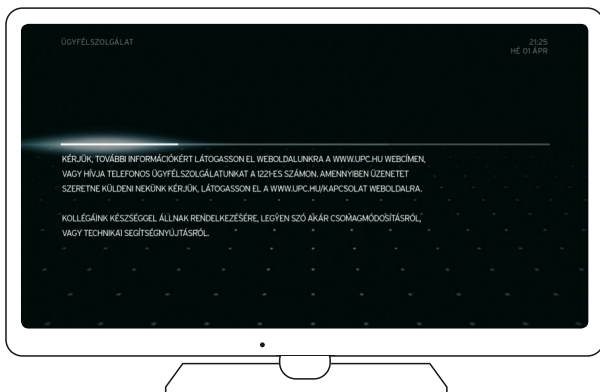 ÜGYFÉLSZOLGÁLAT
21:25
HÉ 01 ÁPR
KÉRJÜK, TOVÁBBI INFORMÁCIÓKÉRT LÁTOGASSON EL WEBOLDALUNKRA A WWW.UPC.HU WEBCÍMEN,
VAGY HÍVJA TELEFONOS ÜGYFÉLSZOLGÁLATUNKAT A 1221-ES SZÁMON. AMENNYIBEN ÜZENETET
SZERETNE KÜLDENI NEKÜNK KÉRJÜK, LÁTOGASSON EL A WWW.UPC.HU/KAPCSOLAT WEBOLDALRA.
KOLLÉGÁINK KÉSZSÉGGEL ÁLLNAK RENDELKEZÉSÉRE, LEGYEN SZÓ AKÁR CSOMAGMÓDOSÍTÁSRÓL,
VAGY TECHNIKAI SEGÍTSÉGNYÚJTÁSRÓL.